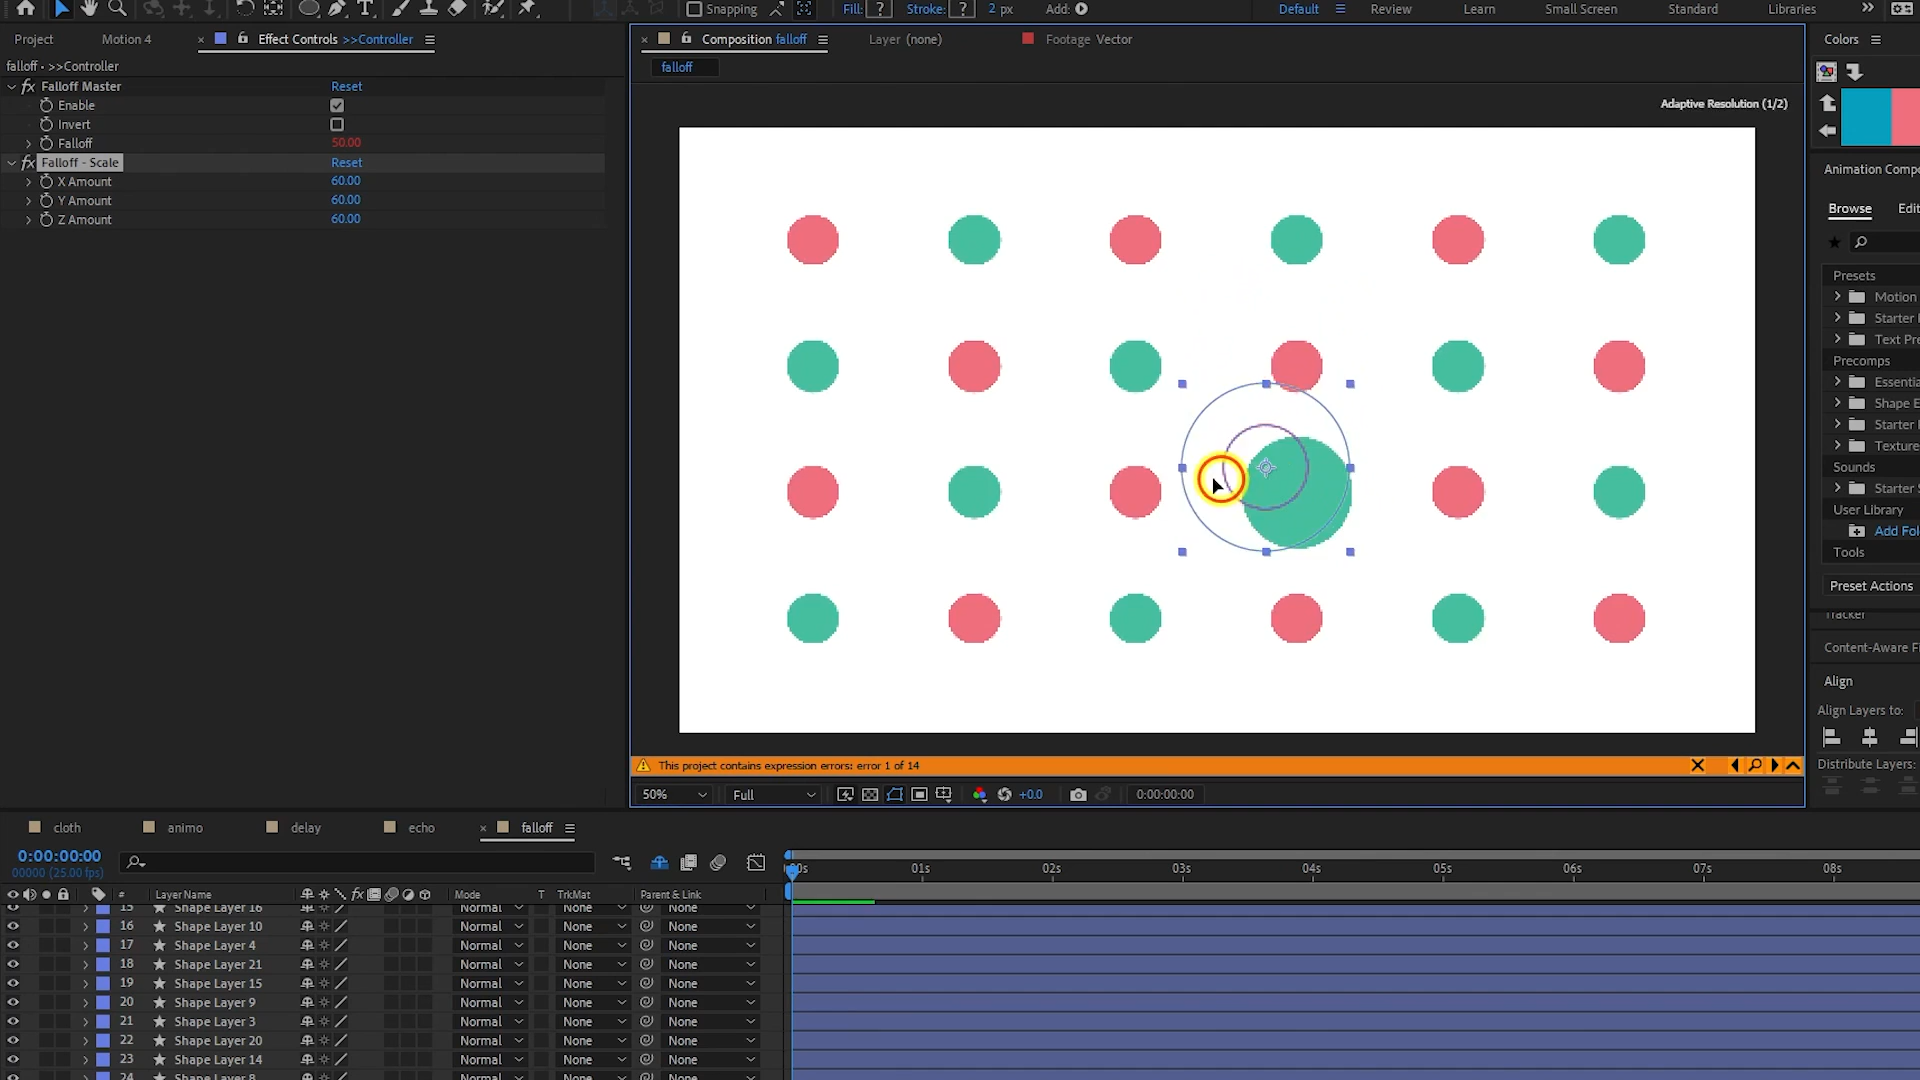 Snapping
Fill: ?
Stroke: ?
2 px
Add:
Default
Review
Learn
Small Screen
Standard
Libraries
Project
Motion 4
Effect Controls >>Controller
Composition falloff
Layer (none)
Footage Vector
Colors
falloff • >>Controller
falloff
Falloff Master
Reset
Enable
Invert
Falloff
50.00
Falloff - Scale
Reset
X Amount
60.00
Y Amount
60.00
Z Amount
60.00
Adaptive Resolution (1/2)
Animation Compo
Browse
Edit
Presets
Motion
Starter
Text Pre
Precomps
Essentia
Shape E
Starter
Texture
Sounds
Starter S
User Library
Add Fol
Tools
Preset Actions
Tracker
Content-Aware Fi
Align
Align Layers to:
Distribute Layers:
This project contains expression errors: error 1 of 14
50%
Full
+0.0
0:00:00:00
cloth
animo
delay
echo
falloff
0:00:00:00
00000 (25.00 fps)
:00s
01s
02s
03s
04s
05s
06s
07s
08s
#
Layer Name
fx
Mode
T
TrkMat
Parent & Link
15 Shape Layer 16 Normal None None
16 Shape Layer 10 Normal None None
17 Shape Layer 4 Normal None None
18 Shape Layer 21 Normal None None
19 Shape Layer 15 Normal None None
20 Shape Layer 9 Normal None None
21 Shape Layer 3 Normal None None
22 Shape Layer 20 Normal None None
23 Shape Layer 14 Normal None None
24 Shape Layer 8 Normal None None